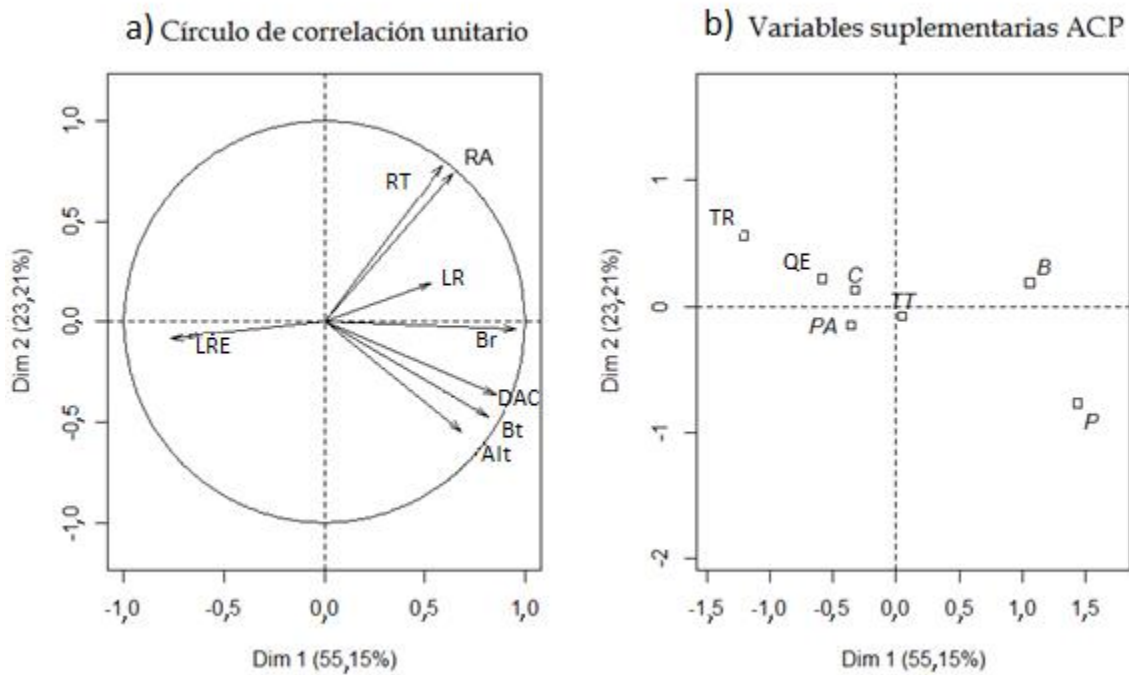 a) Círculo de correlación unitario
1,0
0,5
0,0
-0,5
-1,0
Dim 2 (23,21%)
RA
RT
LR
Br
LRE
DAC
Bt
Alt
-1,0 -0,5 0,0 0,5 1,0
Dim 1 (55,15%)
b) Variables suplementarias ACP
1
0
-1
-2
Dim 2 (23,21%)
TR
QE
C
B
TT
PA
P
-1,5 -1,0 -0,5 0,0 0,5 1,0 1,5
Dim 1 (55,15%)